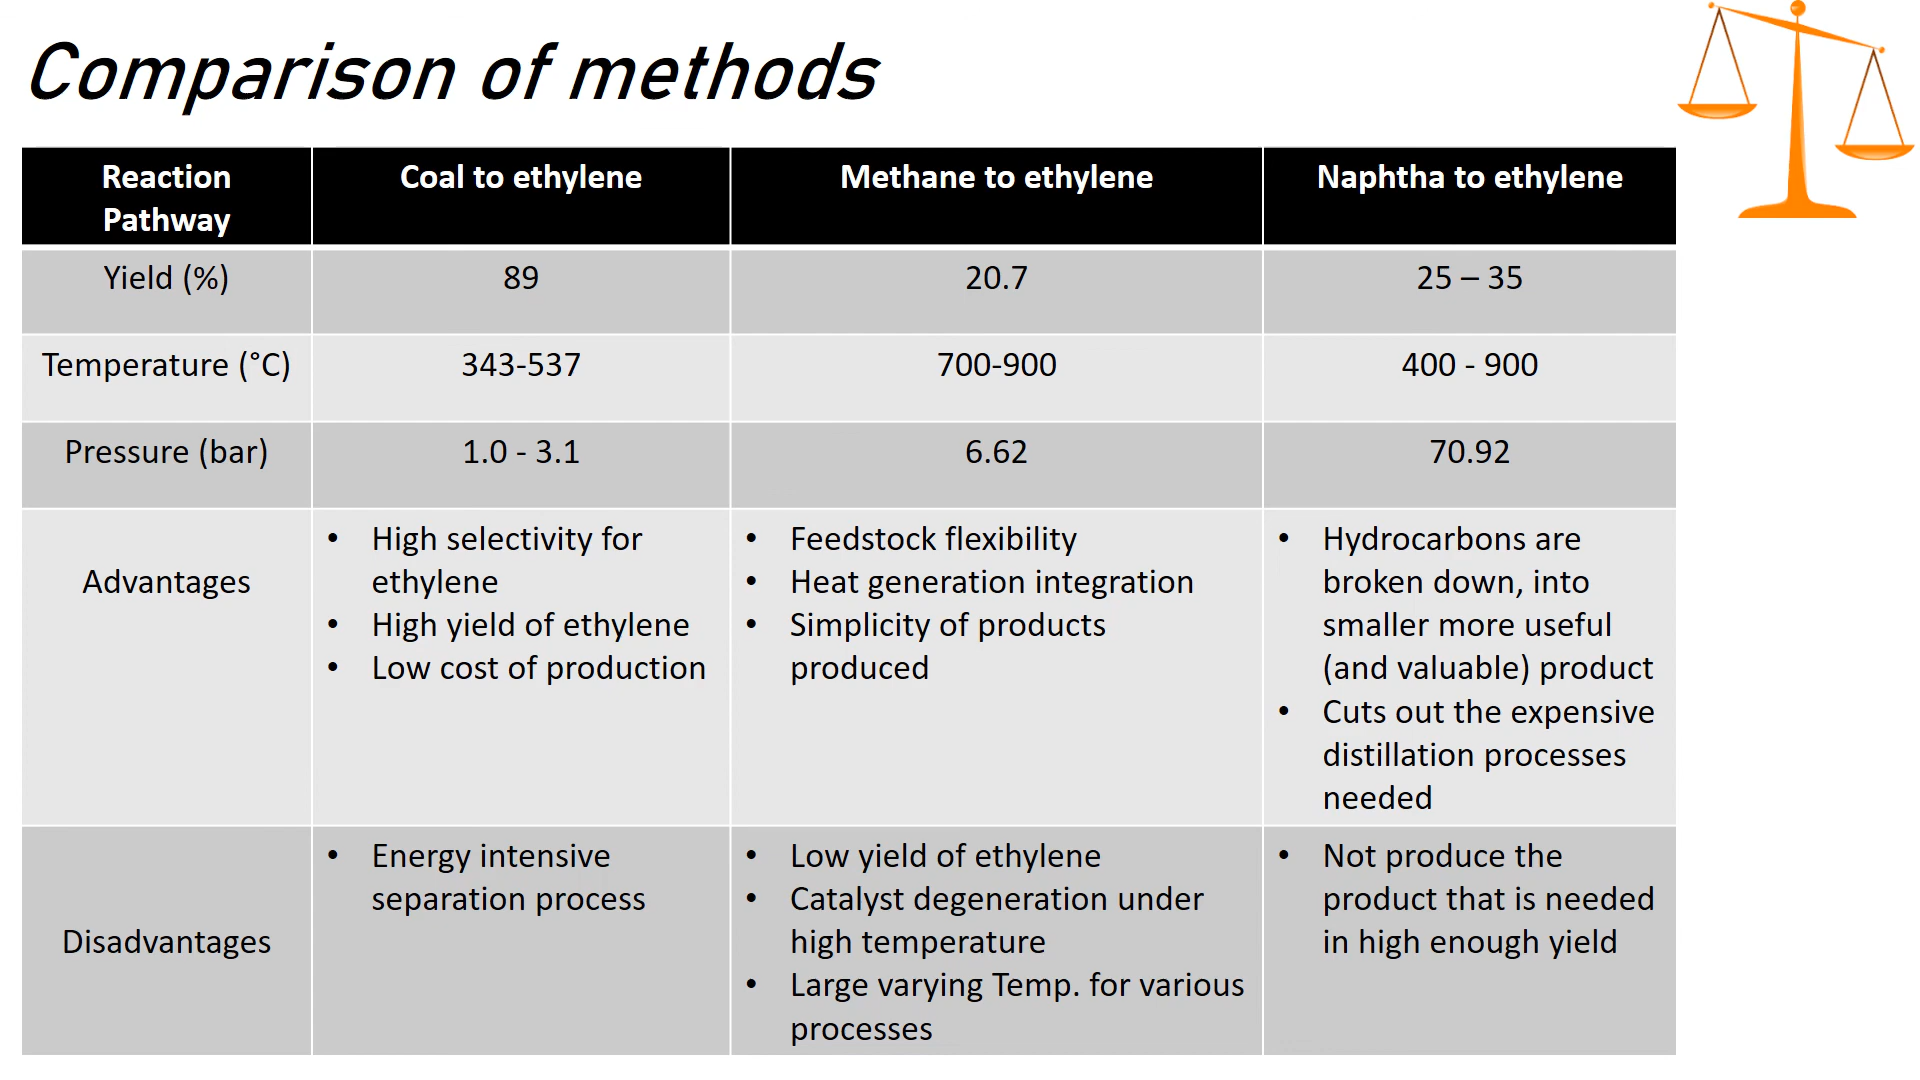 Comparison of methods
Reaction
Pathway
Coal to ethylene
Methane to ethylene
Naphtha to ethylene
Yield (%)
89
20.7
25 – 35
Temperature (°C)
343-537
700-900
400 - 900
Pressure (bar)
1.0 - 3.1
6.62
70.92
Advantages
• High selectivity for
ethylene
• High yield of ethylene
• Low cost of production
• Feedstock flexibility
• Heat generation integration
• Simplicity of products
produced
• Hydrocarbons are
broken down, into
smaller more useful
(and valuable) product
• Cuts out the expensive
distillation processes
needed
Disadvantages
• Energy intensive
separation process
• Low yield of ethylene
• Catalyst degeneration under
high temperature
• Large varying Temp. for various
processes
• Not produce the
product that is needed
in high enough yield